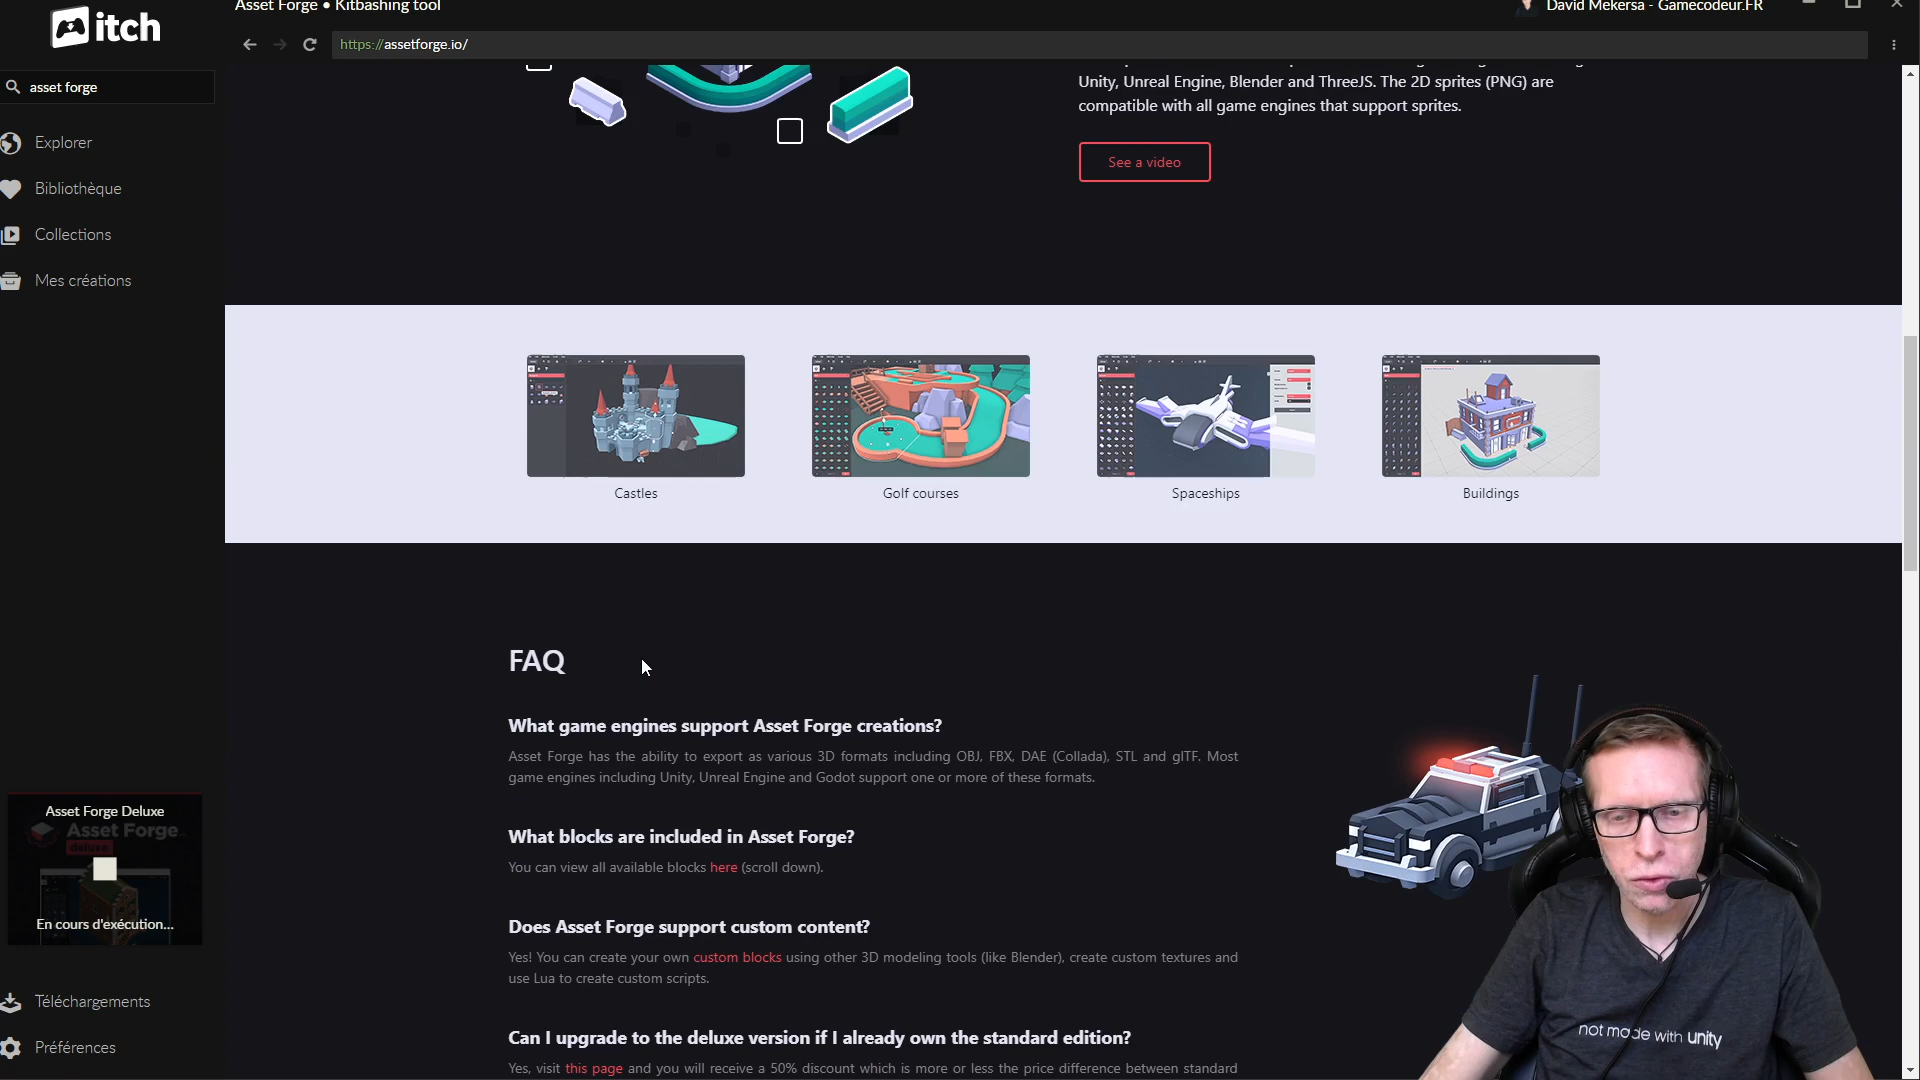 Asset Forge • Kitbashing tool
David Mekersa - Gamecodeur.FR
itch
https://assetforge.io/
asset forge
Explorer
Bibliothèque
Collections
Mes créations
Unity, Unreal Engine, Blender and ThreeJS. The 2D sprites (PNG) are
compatible with all game engines that support sprites.
See a video
Castles
Golf courses
Spaceships
Buildings
FAQ
What game engines support Asset Forge creations?
Asset Forge has the ability to export as various 3D formats including OBJ, FBX, DAE (Collada), STL and glTF. Most
game engines including Unity, Unreal Engine and Godot support one or more of these formats.
What blocks are included in Asset Forge?
You can view all available blocks here (scroll down).
Does Asset Forge support custom content?
Yes! You can create your own custom blocks using other 3D modeling tools (like Blender), create custom textures and
use Lua to create custom scripts.
Can I upgrade to the deluxe version if I already own the standard edition?
Yes, visit this page and you will receive a 50% discount which is more or less the price difference between standard
Asset Forge Deluxe
Asset Forge
deluxe
En cours d'exécution...
Téléchargements
Préférences
not made with unity